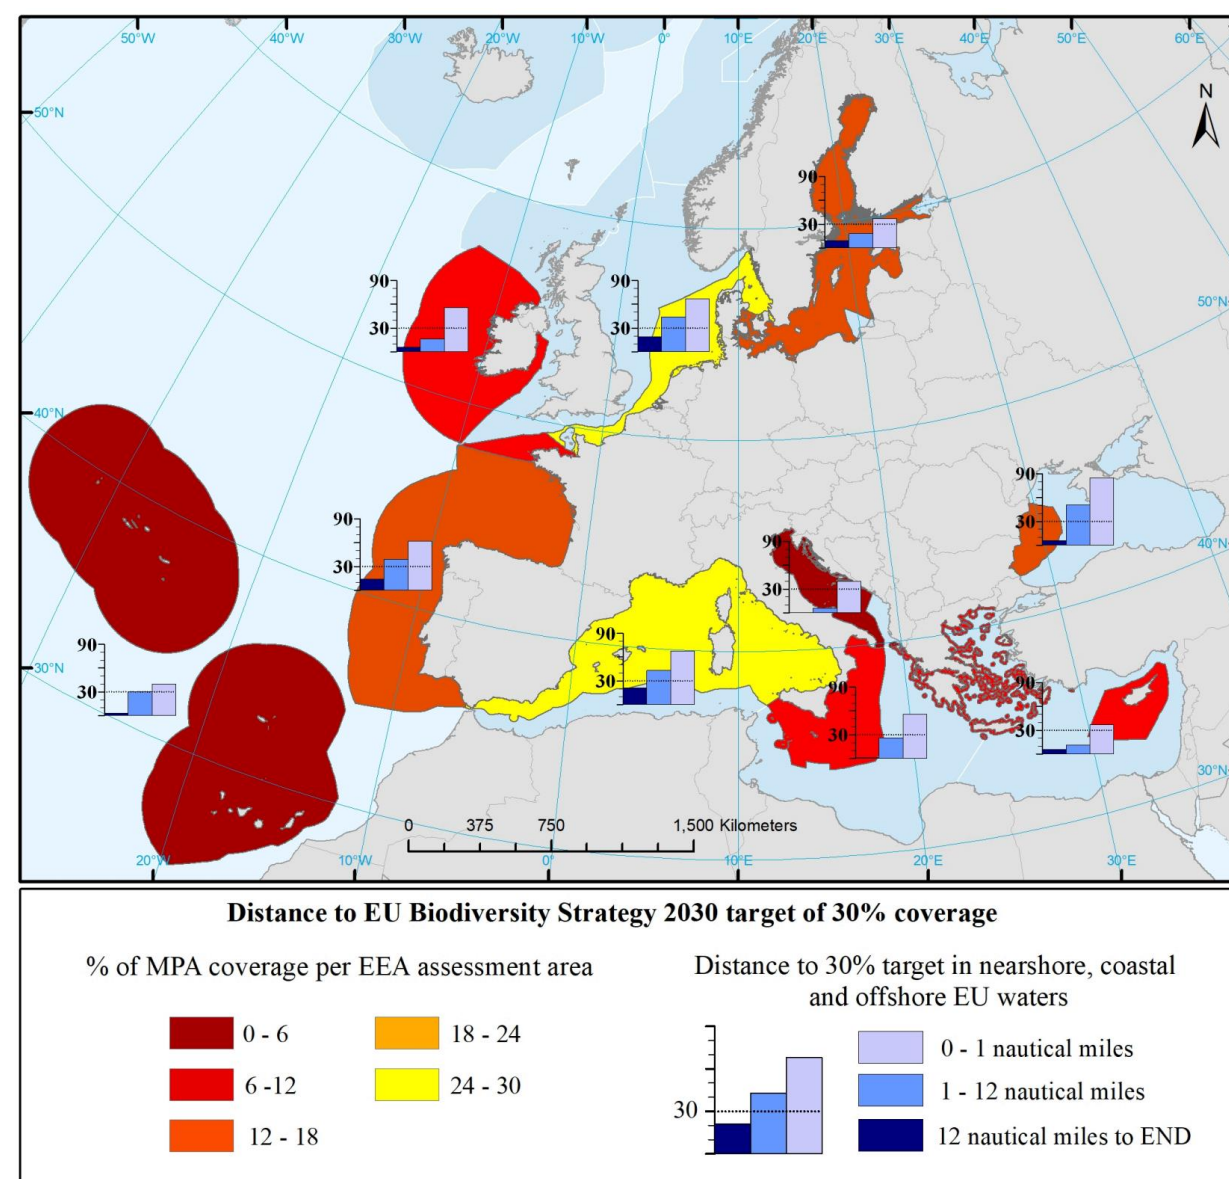 50°W
40°W
30°W
20°W
10°W
0°
10°E
20°E
30°E
40°E
50°E
60°E
N
50°N
90
30
90
30
90
30
50°N
40°N
90
30
90
30
90
30
40°N
90
30
90
30
90
30
30°N
90
30
30°N
0 375 750 1,500 Kilometers
20°W
10°W
0°
10°E
20°E
30°E
Distance to EU Biodiversity Strategy 2030 target of 30% coverage
% of MPA coverage per EEA assessment area
0 - 6
6 -12
12 - 18
18 - 24
24 - 30
Distance to 30% target in nearshore, coastal
and offshore EU waters
30
0 - 1 nautical miles
1 - 12 nautical miles
12 nautical miles to END